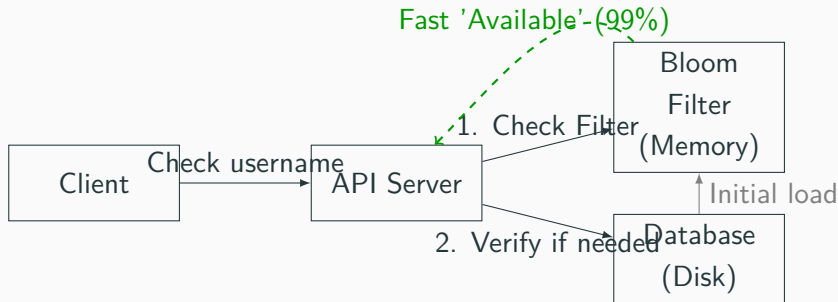 Fast 'Available' (99%)
Bloom
Filter
(Memory)
1. Check Filter
Check username
Client
API Server
Initial load
2. Verify if needed
Database
(Disk)